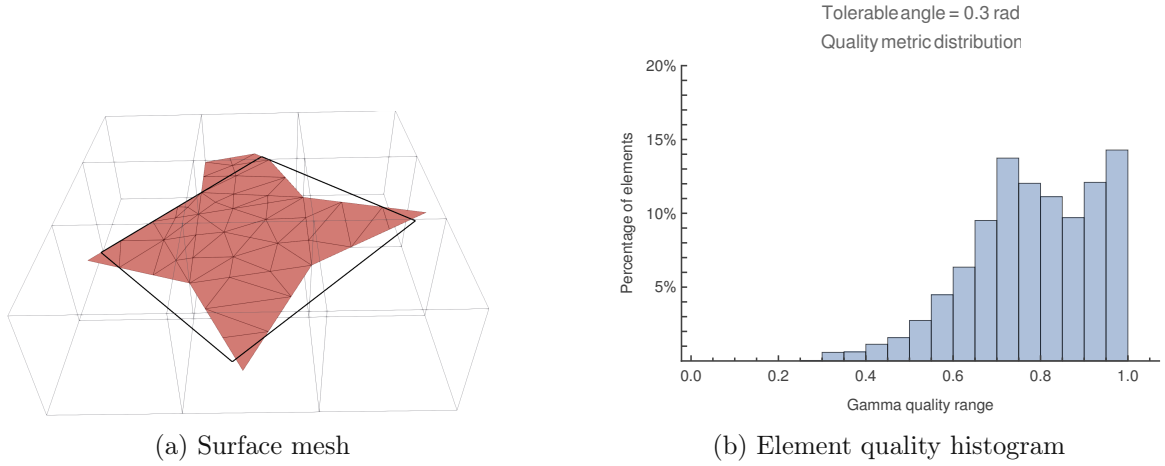 Tolerable angle = 0.3 rad
Quality metric distribution
20%
15%
10%
5%
Percentage of elements
0.0 0.2 0.4 0.6 0.8 1.0
Gamma quality range
(a) Surface mesh
(b) Element quality histogram